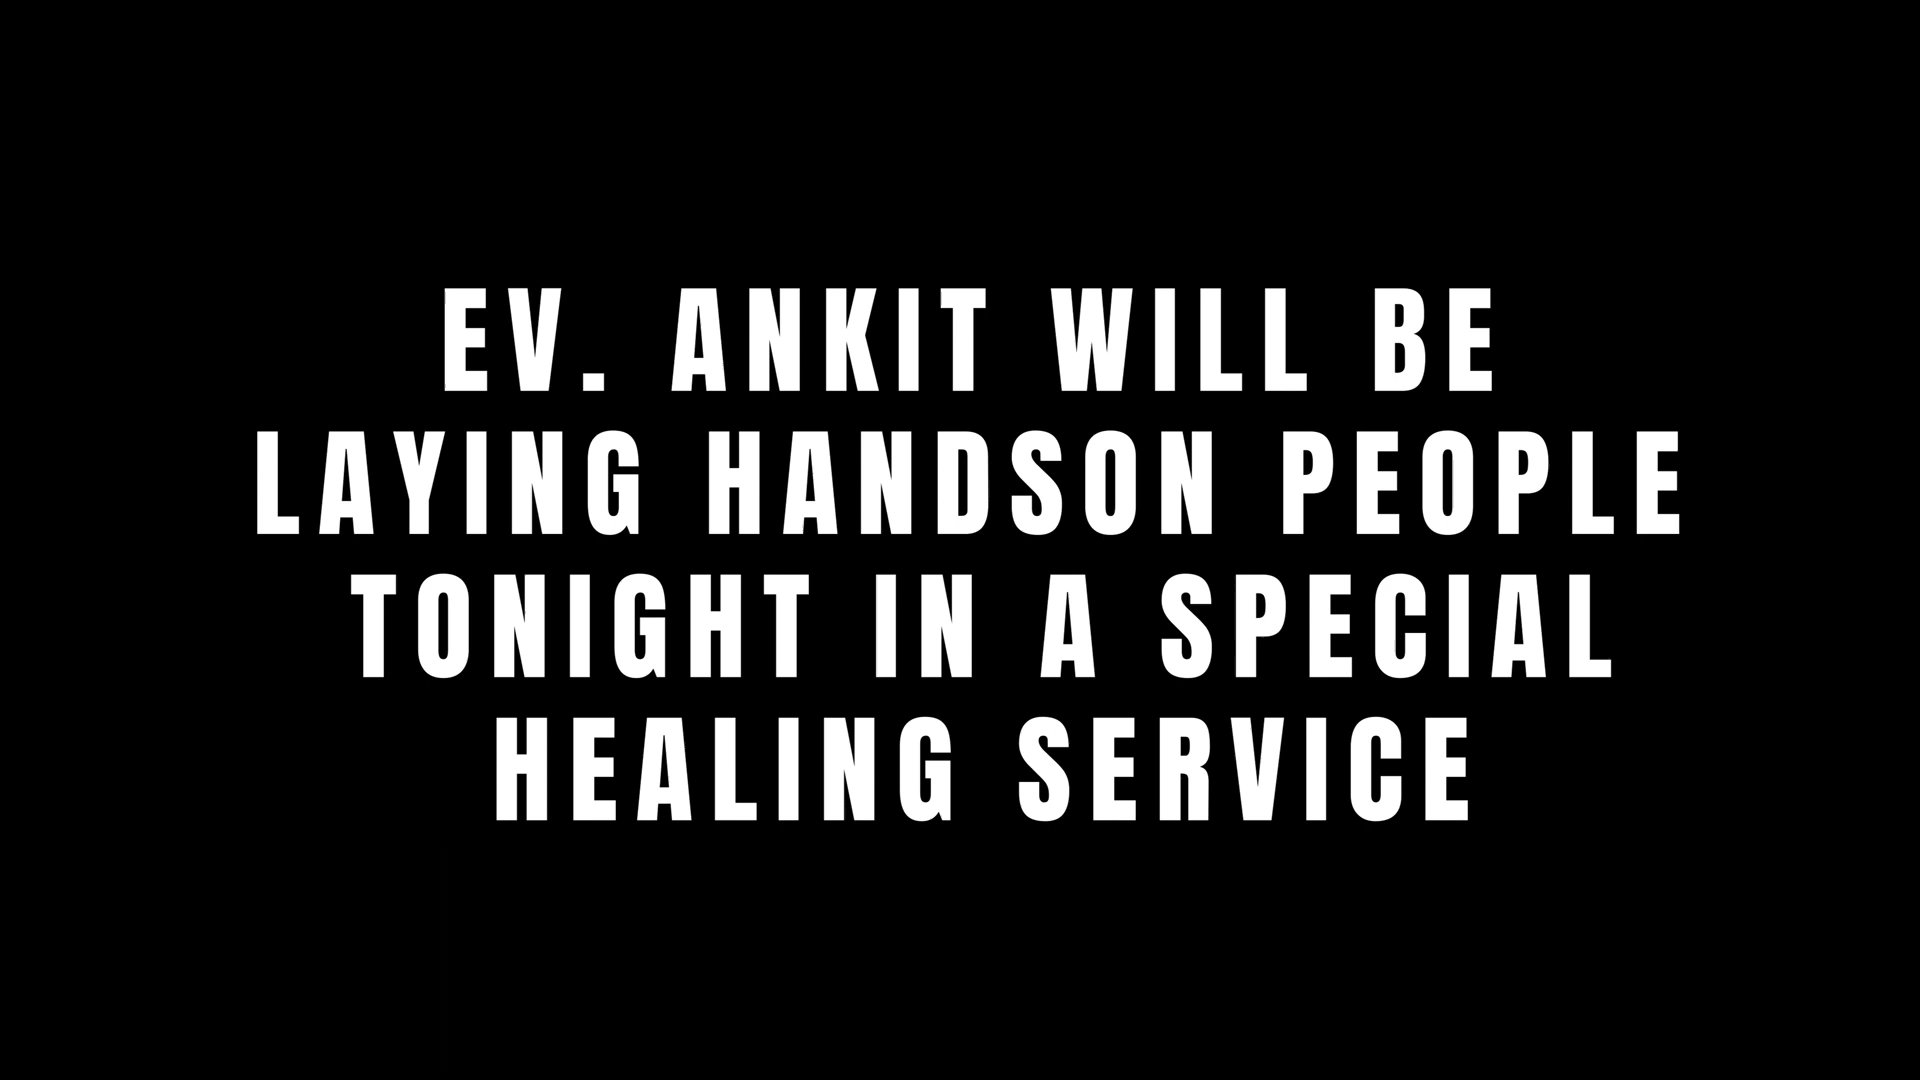 EV. ANKIT WILL BE
LAYING HANDSON PEOPLE
TONIGHT IN A SPECIAL
HEALING SERVICE